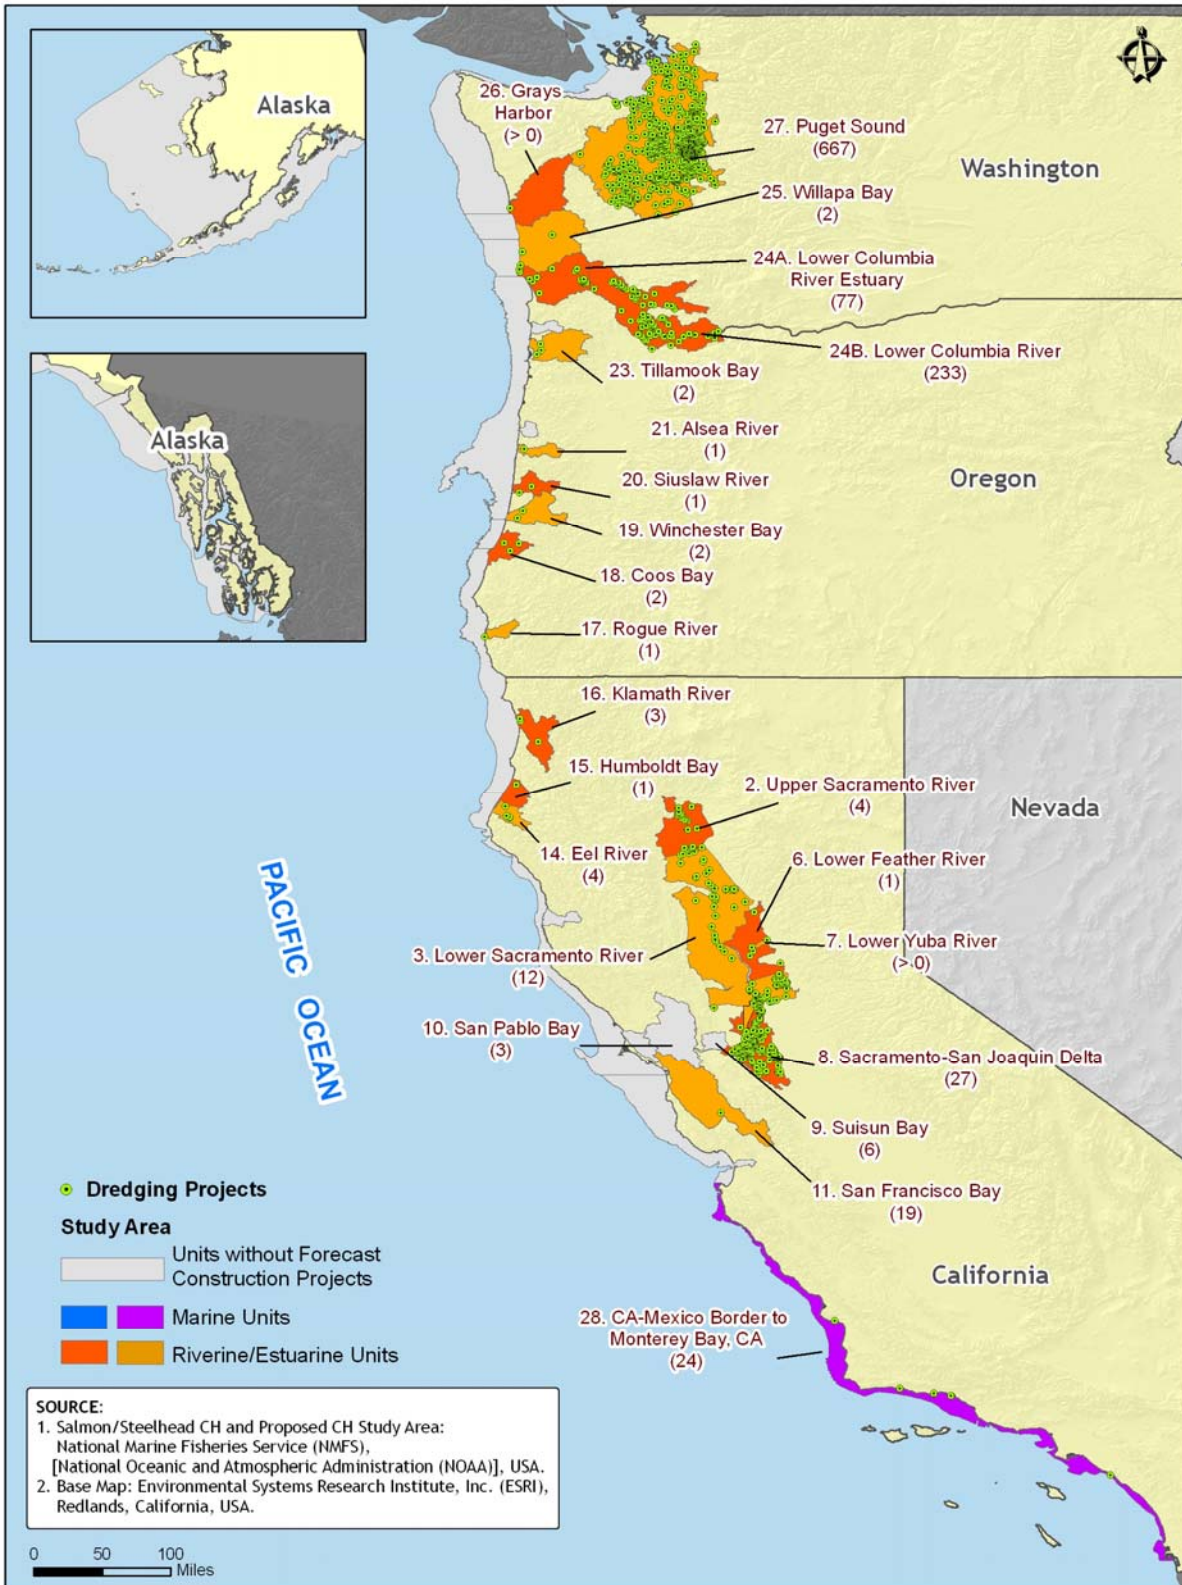 Alaska
Alaska
26. Grays
Harbor
(> 0)
27. Puget Sound
(667)
Washington
25. Willapa Bay
(2)
24A. Lower Columbia
River Estuary
(77)
24B. Lower Columbia River
(233)
23. Tillamook Bay
(2)
21. Alsea River
(1)
20. Siuslaw River
(1)
Oregon
19. Winchester Bay
(2)
18. Coos Bay
(2)
17. Rogue River
(1)
16. Klamath River
(3)
15. Humboldt Bay
(1)
2. Upper Sacramento River
(4)
Nevada
14. Eel River
(4)
6. Lower Feather River
(1)
7. Lower Yuba River
(> 0)
3. Lower Sacramento River
(12)
PACIFIC OCEAN
10. San Pablo Bay
(3)
8. Sacramento-San Joaquin Delta
(27)
9. Suisun Bay
(6)
11. San Francisco Bay
(19)
California
28. CA-Mexico Border to
Monterey Bay, CA
(24)
Dredging Projects
Study Area
Units without Forecast
Construction Projects
Marine Units
Riverine/Estuarine Units
SOURCE:
1. Salmon/Steelhead CH and Proposed CH Study Area:
National Marine Fisheries Service (NMFS),
[National Oceanic and Atmospheric Administration (NOAA)], USA.
2. Base Map: Environmental Systems Research Institute, Inc. (ESRI),
Redlands, California, USA.
0 50 100
Miles